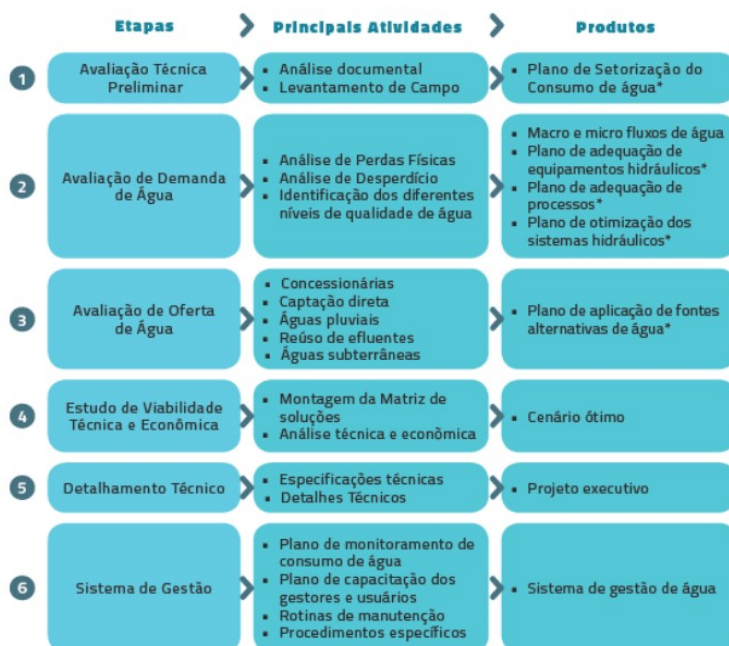 Etapas
Principais Atividades
Produtos
1
Avaliação Técnica
Preliminar
▪ Análise documental
▪ Levantamento de Campo
▪ Plano de Setorização do
Consumo de água*
2
Avaliação de Demanda
de Água
▪ Análise de Perdas Físicas
▪ Análise de Desperdício
▪ Identificação dos diferentes
níveis de qualidade de água
▪ Macro e micro fluxos de água
▪ Plano de adequação de
equipamentos hidráulicos*
▪ Plano de adequação de
processos*
▪ Plano de otimização dos
sistemas hidráulicos*
3
Avaliação de Oferta
de Água
▪ Concessionárias
▪ Captação direta
▪ Águas pluviais
▪ Reúso de efluentes
▪ Águas subterrâneas
▪ Plano de aplicação de fontes
alternativas de água*
4
Estudo de Viabilidade
Técnica e Econômica
▪ Montagem da Matriz de
soluções
▪ Análise técnica e econômica
▪ Cenário ótimo
5
Detalhamento Técnico
▪ Especificações técnicas
▪ Detalhes Técnicos
▪ Projeto executivo
6
Sistema de Gestão
▪ Plano de monitoramento de
consumo de água
▪ Plano de capacitação dos
gestores e usuários
▪ Rotinas de manutenção
▪ Procedimentos específicos
▪ Sistema de gestão de água